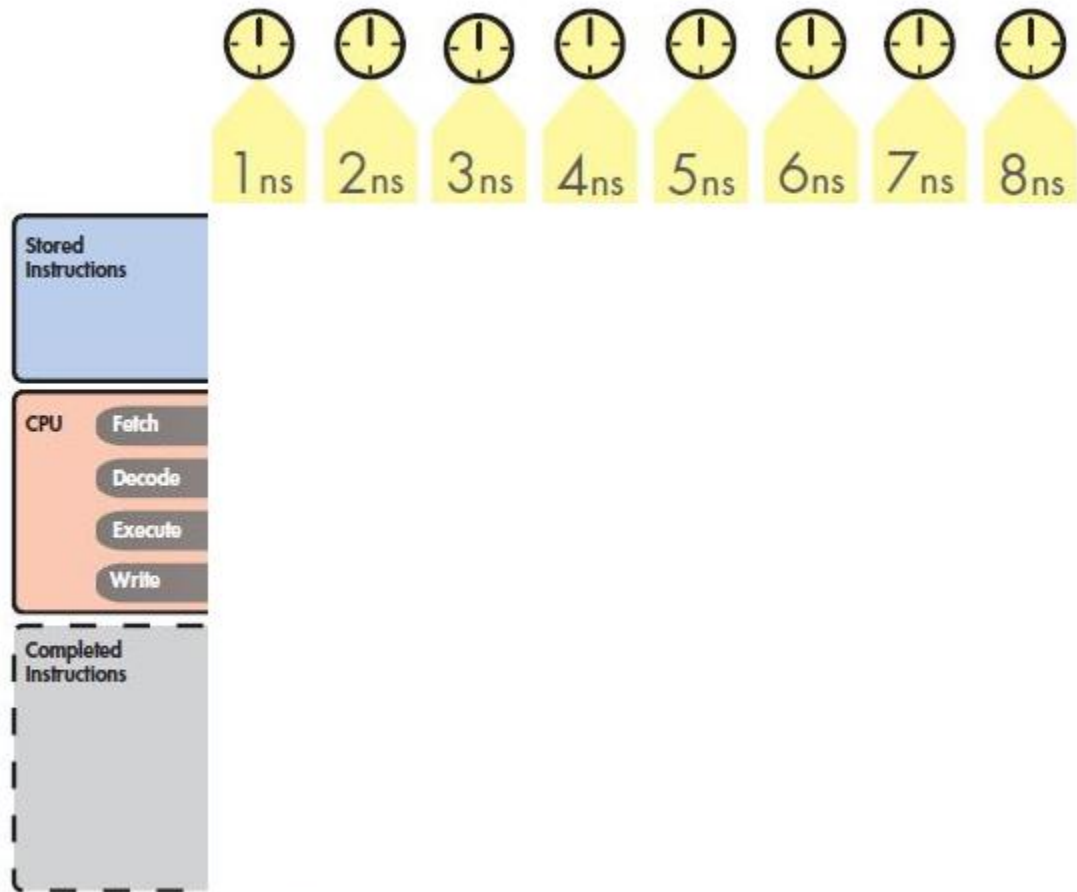 1ns 2ns 3ns 4ns 5ns 6ns 7ns 8ns
Stored
Instructions
CPU
Fetch
Decode
Execute
Write
Completed
Instructions